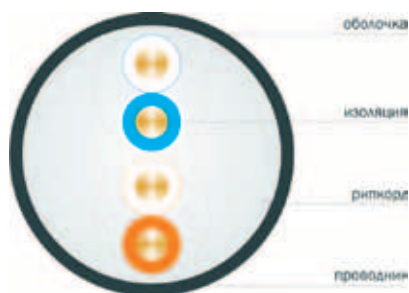 оболочка
изоляция
рипкорд
проводник